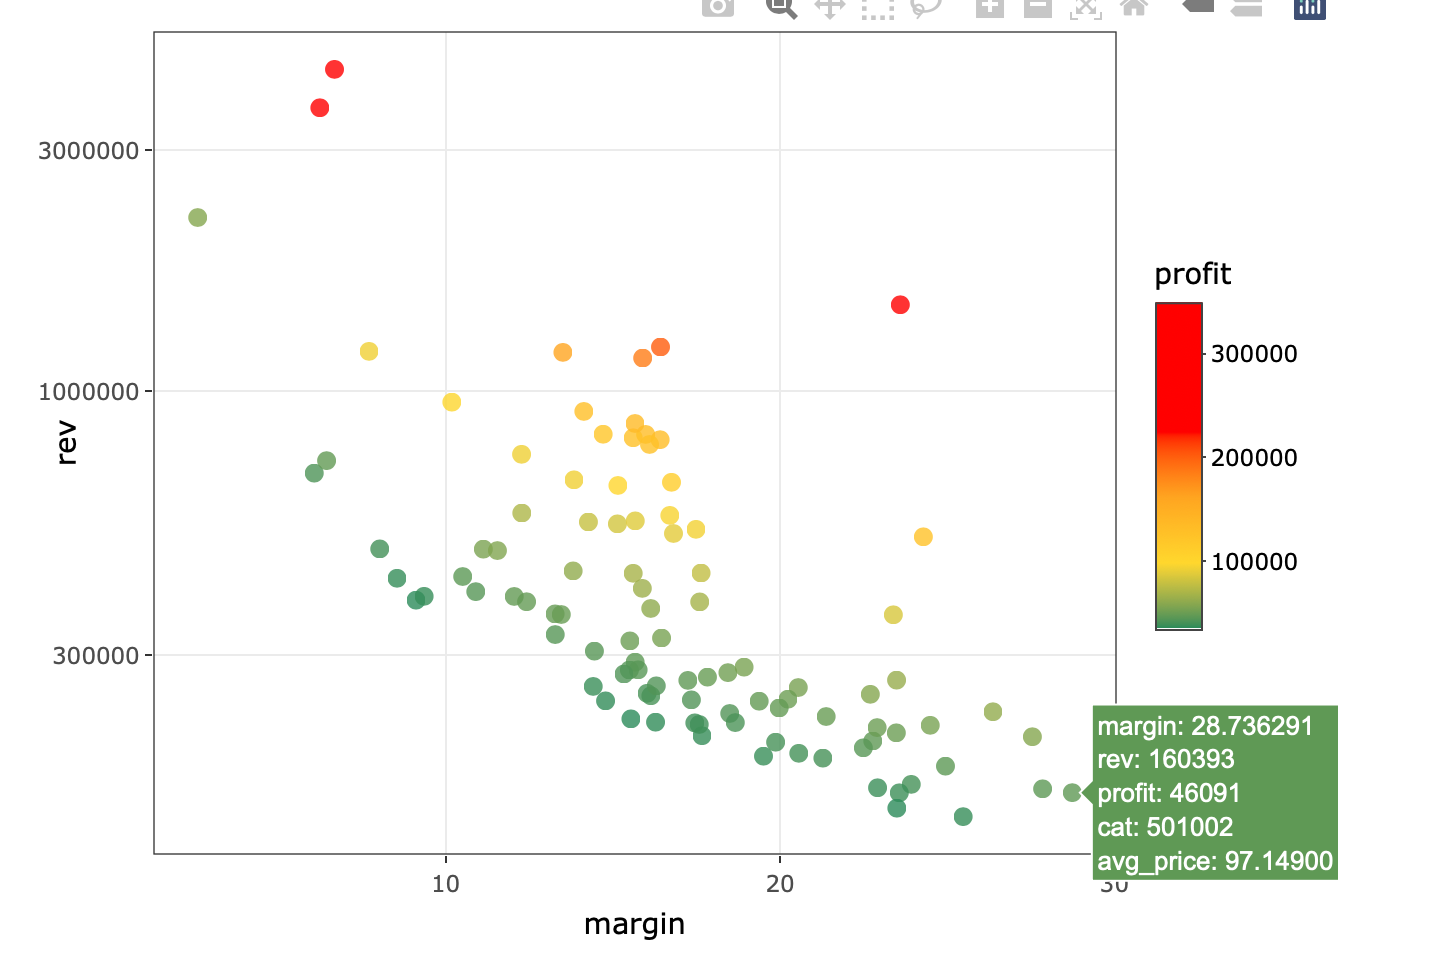 3000000
1000000
300000
rev
10
20
30
margin
profit
300000
200000
100000
margin: 28.736291
rev: 160393
profit: 46091
cat: 501002
avg_price: 97.14900